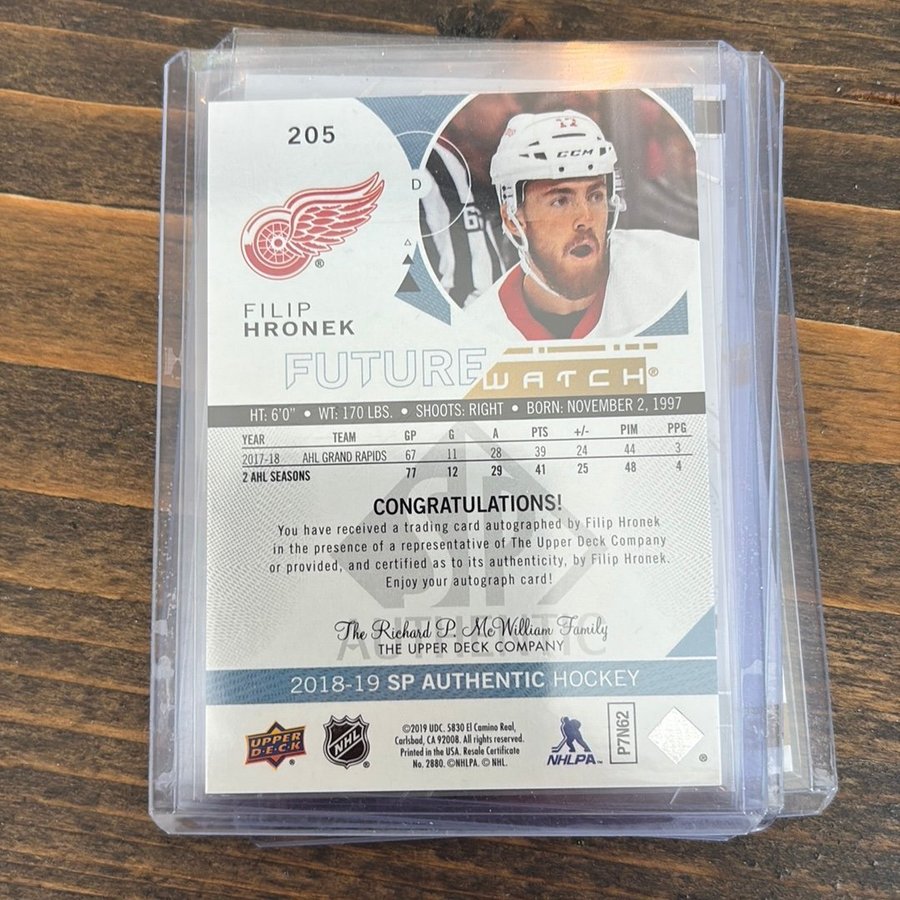 205
D
17
CCM
6
FILIP
HRONEK
FUTURE WATCH®
HT: 6'0" • WT: 170 LBS. • SHOOTS: RIGHT • BORN: NOVEMBER 2, 1997
YEAR TEAM GP G A PTS +/- PIM PPG
2017-18 AHL GRAND RAPIDS 67 11 28 39 24 44 3
2 AHL SEASONS 77 12 29 41 25 48 4
CONGRATULATIONS!
You have received a trading card autographed by Filip Hronek
in the presence of a representative of The Upper Deck Company
or provided, and certified as to its authenticity, by Filip Hronek.
Enjoy your autograph card!
SP
AUTHENTIC
The Richard P. McWilliam Family
THE UPPER DECK COMPANY
2018-19 SP AUTHENTIC HOCKEY
UPPER
DECK
NHL
©2019 UDC. 5830 El Camino Real,
Carlsbad, CA 92008. All rights reserved.
Printed in the USA. Resale Certificate
No. 2880. ©NHLPA. © NHL.
NHLPA
P7N62